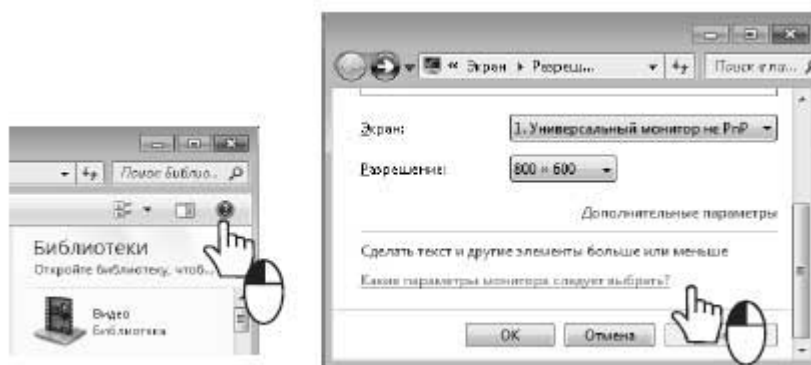 « Экран ▸ Разреш...
Поиск в па...
Экран:
1. Универсальный монитор не PnP
Разрешение:
800 × 600
Дополнительные параметры
Сделать текст и другие элементы больше или меньше
Какие параметры монитора следует выбрать?
OK
Отмена
Поиск: Библио...
Библиотеки
Откройте библиотеку, чтоб...
Видео
Библиотека